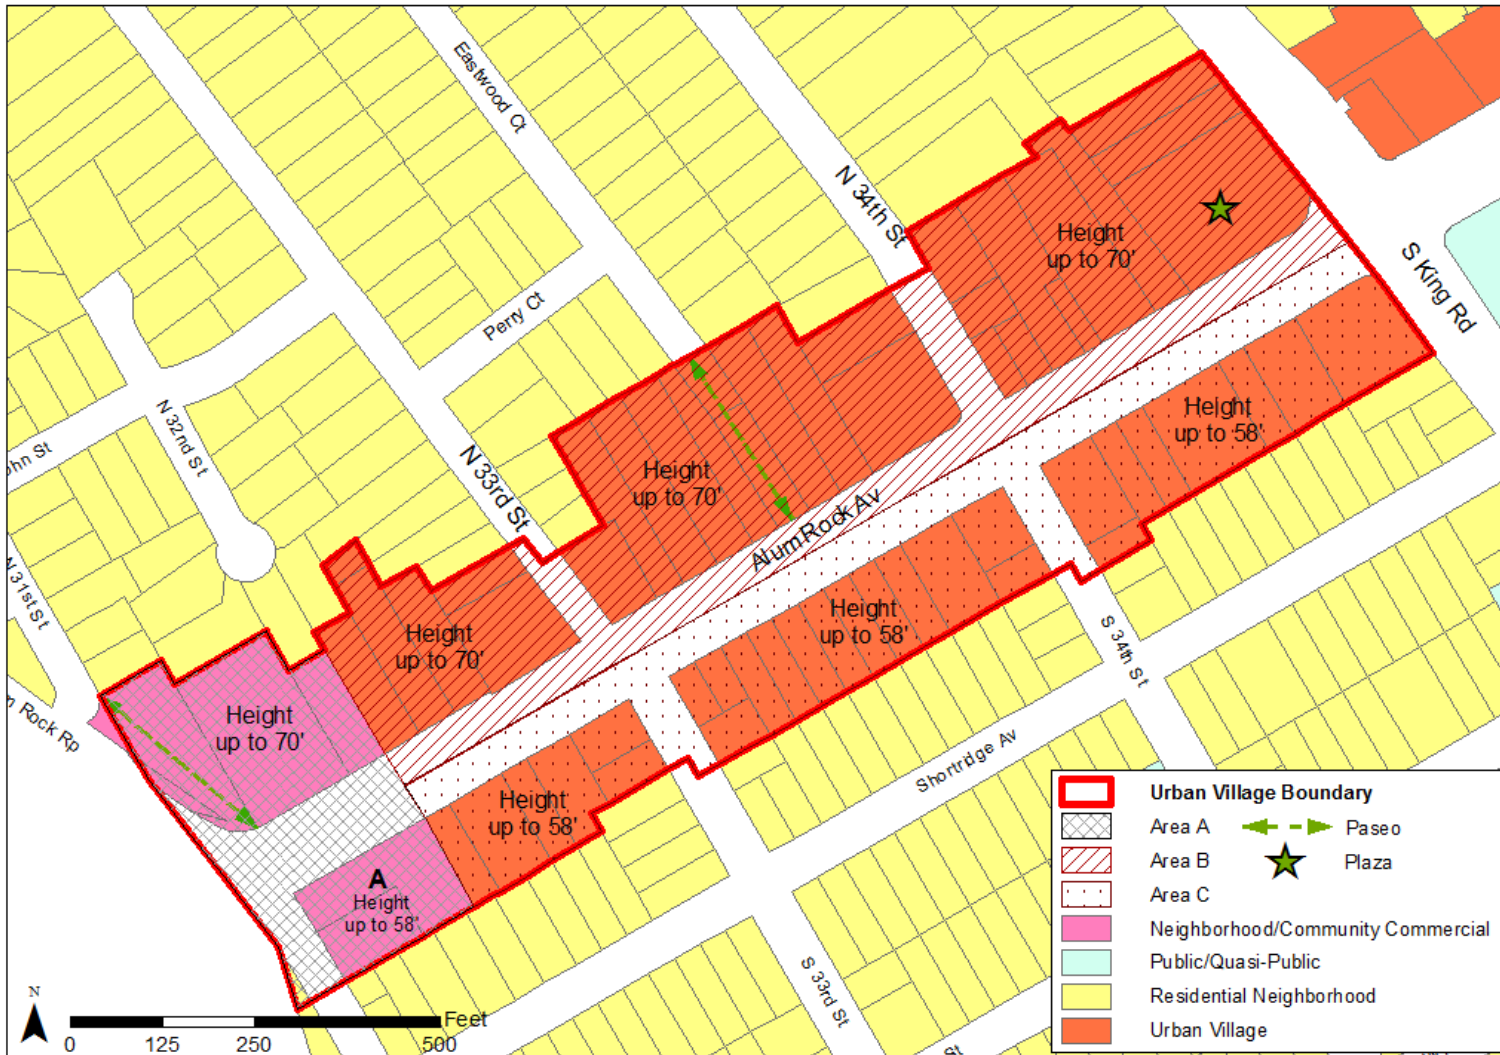 Eastwood Ct
N 34th St
Height
up to 70'
S King Rd
Perry Ct
Height
up to 58'
ohn St
N 32nd St
N 33rd St
Height
up to 70'
Alum Rock Av
N 31st St
Height
up to 70'
Height
up to 58'
S 34th St
m Rock Rp
Height
up to 70'
Shortridge Av
Height
up to 58'
A
Height
up to 58'
S 33rd St
St
N
Feet
0 125 250 500
Urban Village Boundary
Area A
Paseo
Area B
Plaza
Area C
Neighborhood/Community Commercial
Public/Quasi-Public
Residential Neighborhood
Urban Village